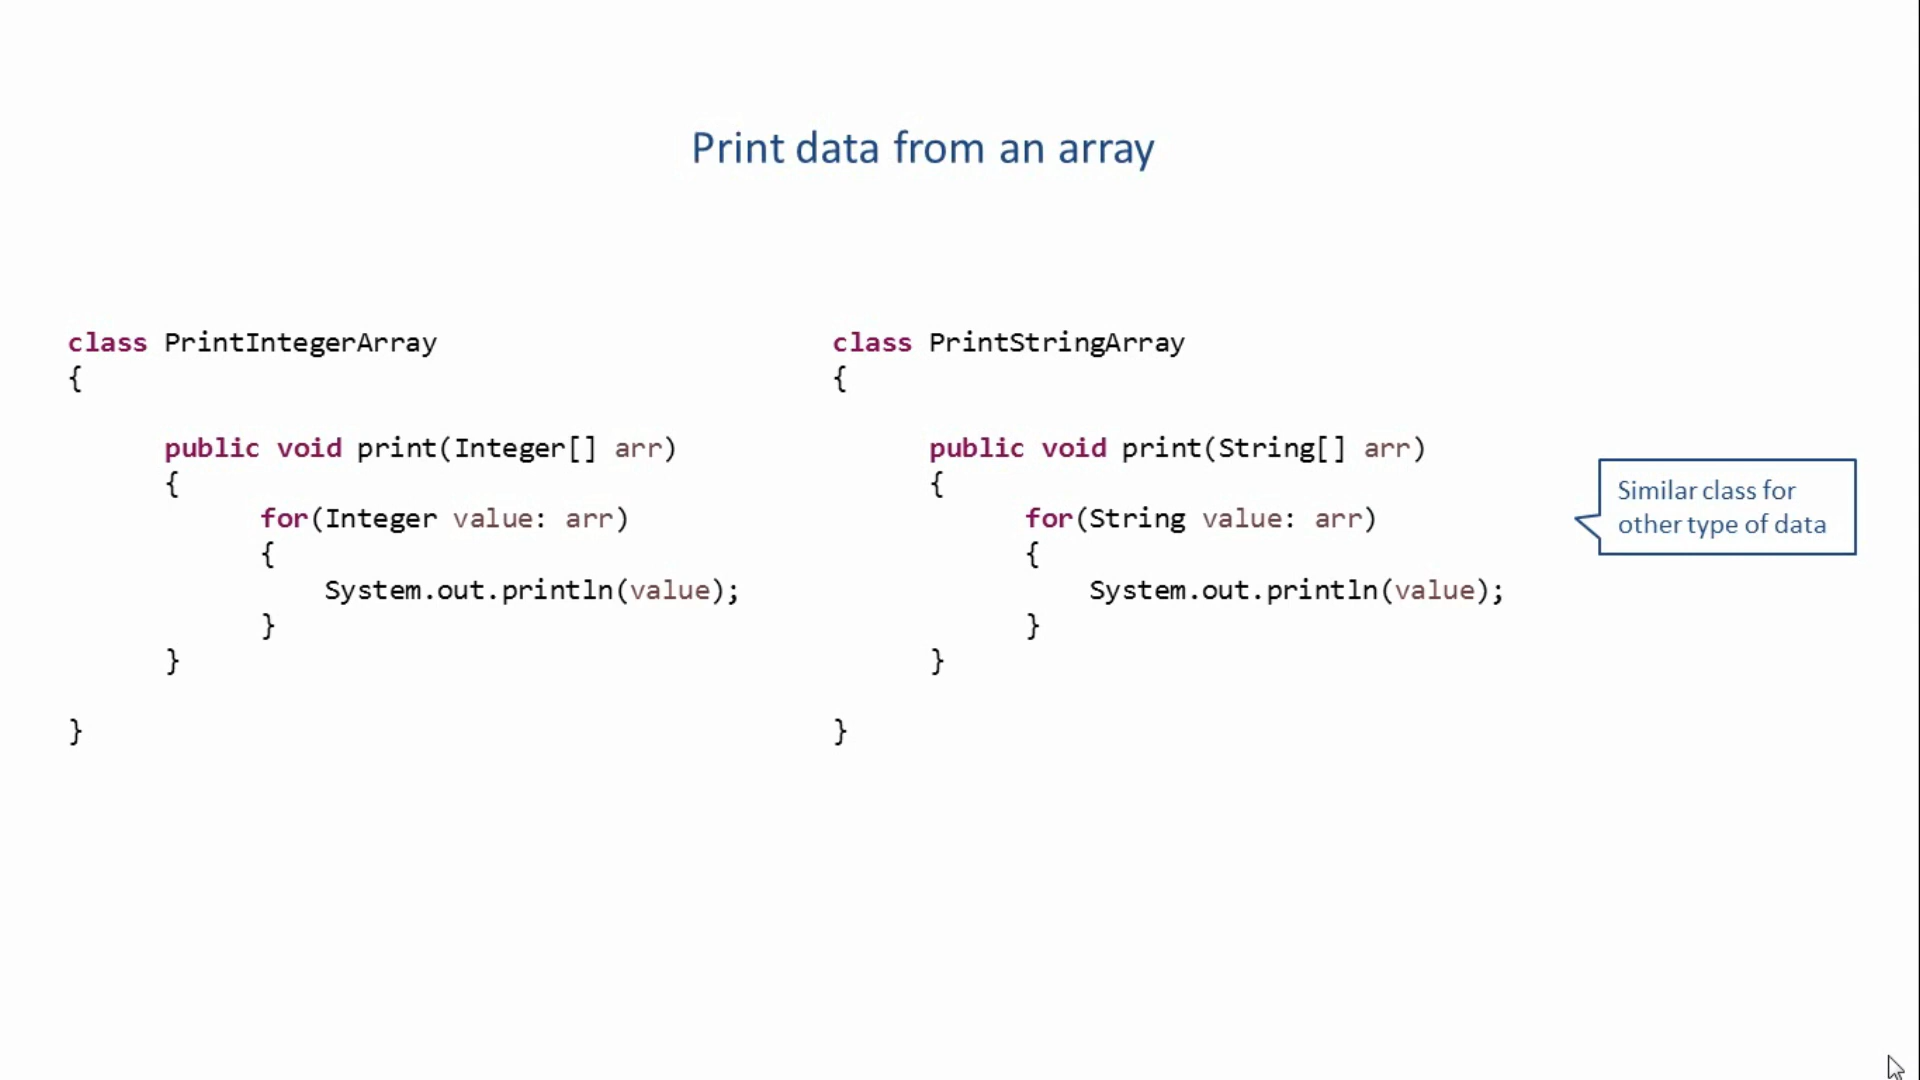 Print data from an array
class PrintIntegerArray
{
public void print(Integer[] arr)
{
for(Integer value: arr)
{
System.out.println(value);
}
}
}
class PrintStringArray
{
public void print(String[] arr)
{
for(String value: arr)
{
System.out.println(value);
}
}
}
Similar class for
other type of data